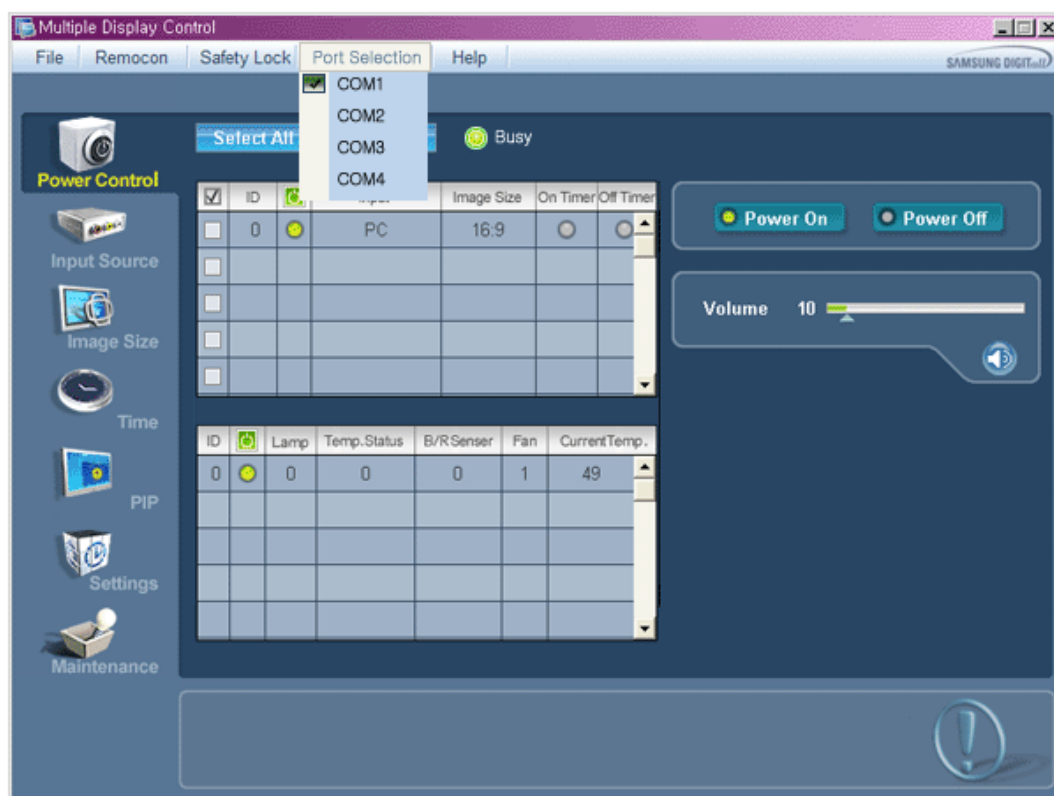 Multiple Display Control
File Remocon Safety Lock Port Selection Help
SAMSUNG DIGITall
COM1
COM2
COM3
COM4
Select All
Busy
Power Control
Input Source
Image Size
Time
PIP
Settings
Maintenance
ID Image Size On Timer Off Timer
0 PC 16:9
ID Lamp Temp.Status B/RSenser Fan CurrentTemp.
0 0 0 0 1 49
Power On Power Off
Volume 10